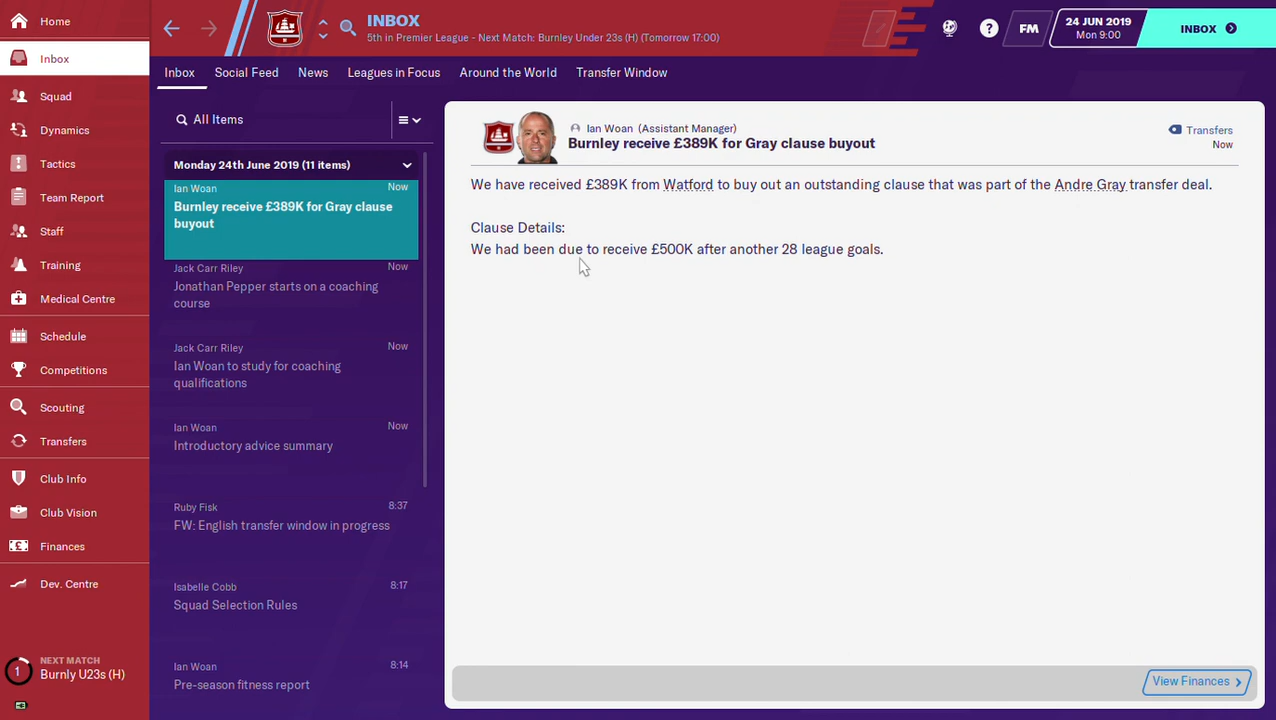 Home
Inbox
Squad
Dynamics
Tactics
Team Report
Staff
Training
Medical Centre
Schedule
Competitions
Scouting
Transfers
Club Info
Club Vision
Finances
Dev. Centre
1
NEXT MATCH
Burnly U23s (H)
INBOX
5th in Premier League - Next Match: Burnley Under 23s (H) (Tomorrow 17:00)
?
FM
24 JUN 2019
Mon 9:00
INBOX
Inbox Social Feed News Leagues in Focus Around the World Transfer Window
All Items
Monday 24th June 2019 (11 items)
Ian Woan Now
Burnley receive £389K for Gray clause
buyout
Jack Carr Riley Now
Jonathan Pepper starts on a coaching
course
Jack Carr Riley Now
Ian Woan to study for coaching
qualifications
Ian Woan Now
Introductory advice summary
Ruby Fisk 8:37
FW: English transfer window in progress
Isabelle Cobb 8:17
Squad Selection Rules
Ian Woan 8:14
Pre-season fitness report
Ian Woan (Assistant Manager)
Burnley receive £389K for Gray clause buyout
Transfers
Now
We have received £389K from Watford to buy out an outstanding clause that was part of the Andre Gray transfer deal.
Clause Details:
We had been due to receive £500K after another 28 league goals.
View Finances